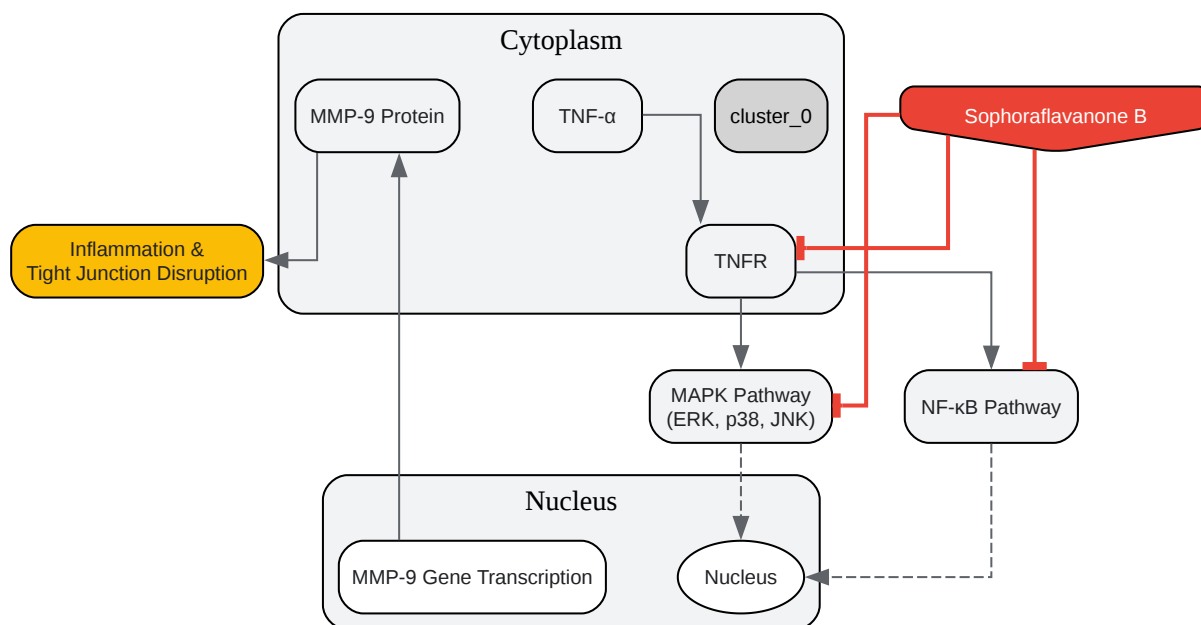 Cytoplasm
MMP-9 Protein
TNF-α
cluster_0
Sophoraflavanone B
Inflammation &
Tight Junction Disruption
TNFR
MAPK Pathway
(ERK, p38, JNK)
NF-κB Pathway
Nucleus
MMP-9 Gene Transcription
Nucleus